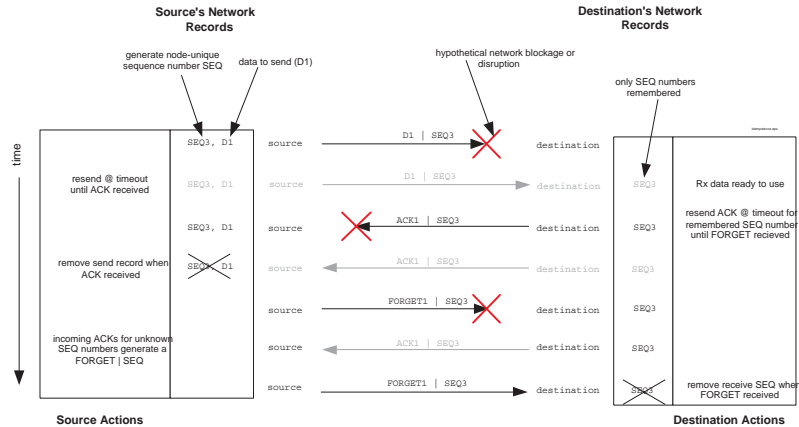 Source's Network
Records
Destination's Network
Records
generate node-unique
sequence number SEQ
data to send (D1)
hypothetical network blockage or
disruption
only SEQ numbers
remembered
time
SEQ3, D1
source
D1 | SEQ3
destination
resend @ timeout
until ACK received
SEQ3, D1
source
D1 | SEQ3
destination
SEQ3
Rx data ready to use
SEQ3, D1
source
ACK1 | SEQ3
destination
SEQ3
resend ACK @ timeout for
remembered SEQ number
until FORGET recieved
remove send record when
ACK received
SEQ3, D1
source
ACK1 | SEQ3
destination
SEQ3
source
FORGET1 | SEQ3
destination
SEQ3
incoming ACKs for unknown
SEQ numbers generate a
FORGET | SEQ
source
ACK1 | SEQ3
destination
SEQ3
source
FORGET1 | SEQ3
destination
SEQ3
remove receive SEQ when
FORGET received
Source Actions
Destination Actions